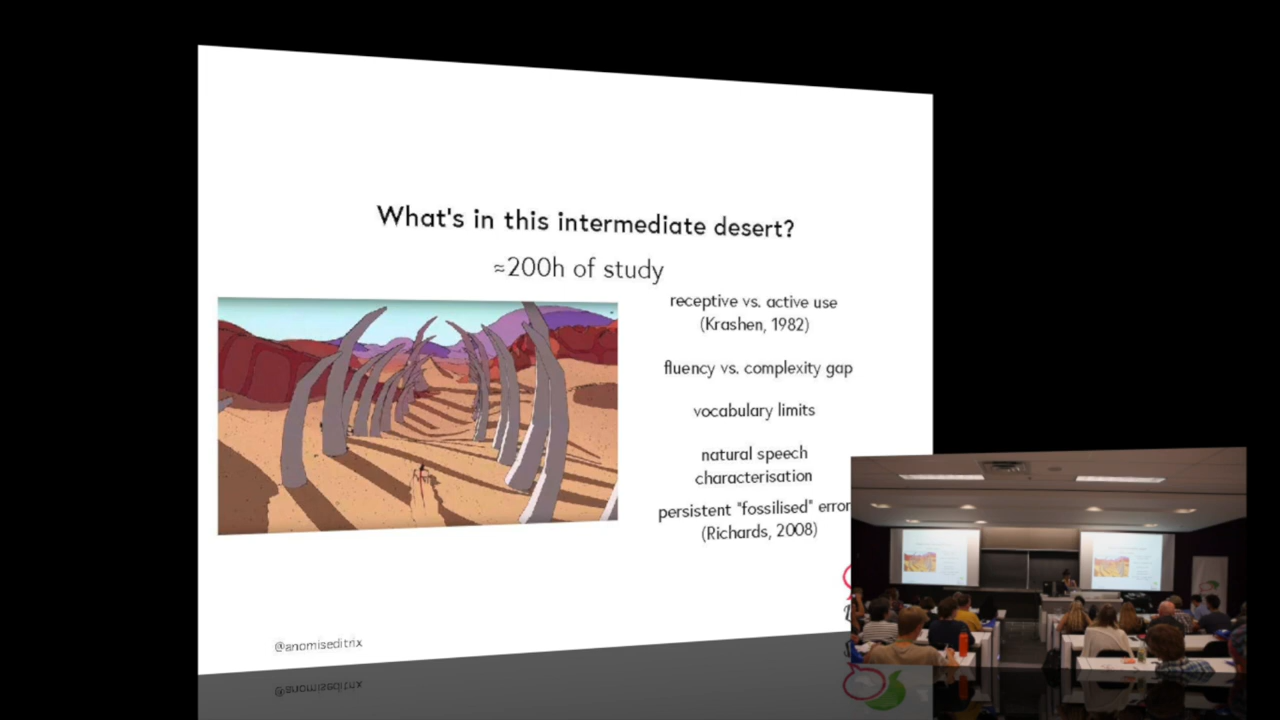 What's in this intermediate desert?
≈200h of study
receptive vs. active use
(Krashen, 1982)
fluency vs. complexity gap
vocabulary limits
natural speech
characterisation
persistent "fossilised" error
(Richards, 2008)
@anomiseditrix